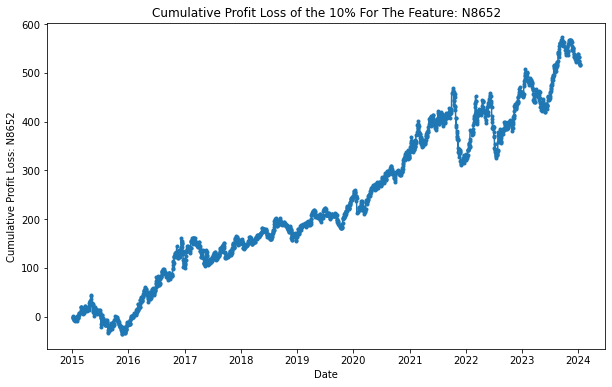 Cumulative Profit Loss of the 10% For The Feature: N8652
Cumulative Profit Loss: N8652
600
500
400
300
200
100
0
2015 2016 2017 2018 2019 2020 2021 2022 2023 2024
Date